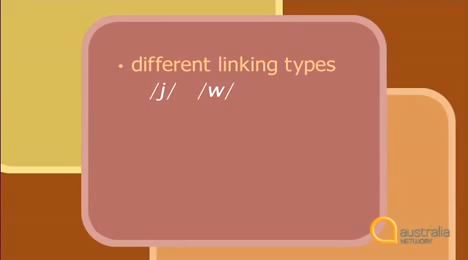 • different linking types
/j/ /w/
australia
NETWORK